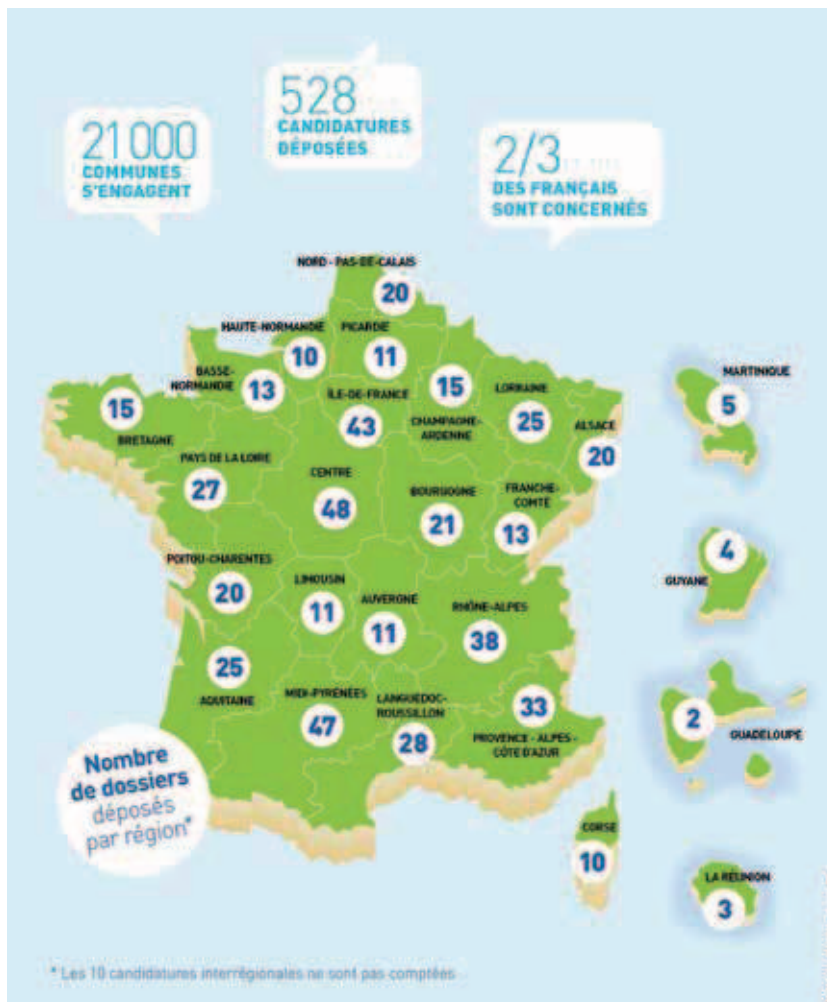 528
CANDIDATURES
DÉPOSÉES
21 000
COMMUNES
S'ENGAGENT
2/3
DES FRANÇAIS
SONT CONCERNÉS
NORD - PAS-DE-CALAIS
20
HAUTE-NORMANDIE
10
PICARDIE
11
BASSE-
NORMANDIE
13
ÎLE-DE-FRANCE
43
15
CHAMPAGNE-
ARDENNE
LORRAINE
25
ALSACE
20
15
BRETAGNE
PAYS DE LA LOIRE
27
CENTRE
48
BOURGOGNE
21
FRANCHE-
COMTÉ
13
POITOU-CHARENTES
20
LIMOUSIN
11
AUVERGNE
11
RHÔNE-ALPES
38
25
AQUITAINE
MIDI-PYRÉNÉES
47
LANGUEDOC-
ROUSSILLON
28
33
PROVENCE - ALPES -
CÔTE D'AZUR
CORSE
10
MARTINIQUE
5
4
GUYANE
2
GUADELOUPE
LA RÉUNION
3
Nombre
de dossiers
déposés
par région*
* Les 10 candidatures interrégionales ne sont pas comptées